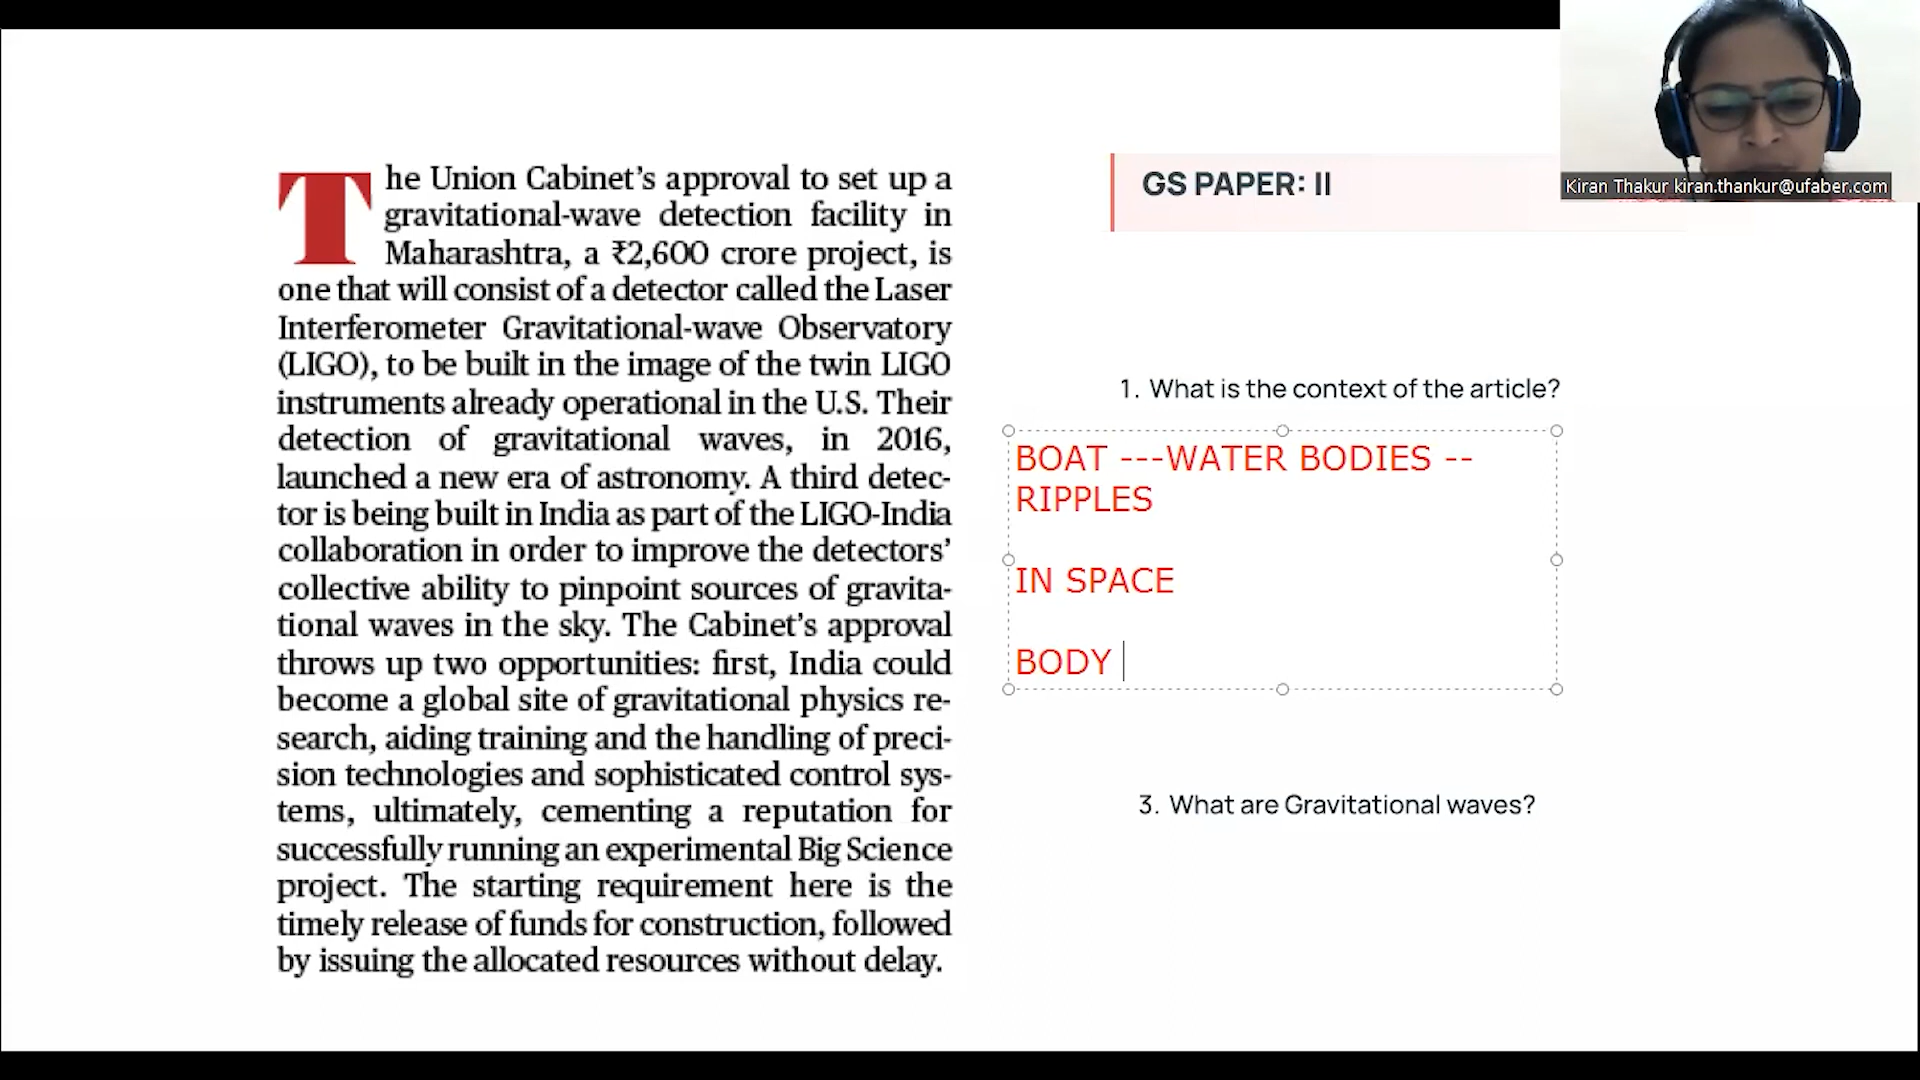 The Union Cabinet's approval to set up a
gravitational-wave detection facility in
Maharashtra, a ₹2,600 crore project, is
one that will consist of a detector called the Laser
Interferometer Gravitational-wave Observatory
(LIGO), to be built in the image of the twin LIGO
instruments already operational in the U.S. Their
detection of gravitational waves, in 2016,
launched a new era of astronomy. A third detec-
tor is being built in India as part of the LIGO-India
collaboration in order to improve the detectors'
collective ability to pinpoint sources of gravita-
tional waves in the sky. The Cabinet's approval
throws up two opportunities: first, India could
become a global site of gravitational physics re-
search, aiding training and the handling of preci-
sion technologies and sophisticated control sys-
tems, ultimately, cementing a reputation for
successfully running an experimental Big Science
project. The starting requirement here is the
timely release of funds for construction, followed
by issuing the allocated resources without delay.
GS PAPER: II
Kiran Thakur kiran.thankur@ufaber.com
1. What is the context of the article?
BOAT ---WATER BODIES --
RIPPLES
IN SPACE
BODY
3. What are Gravitational waves?